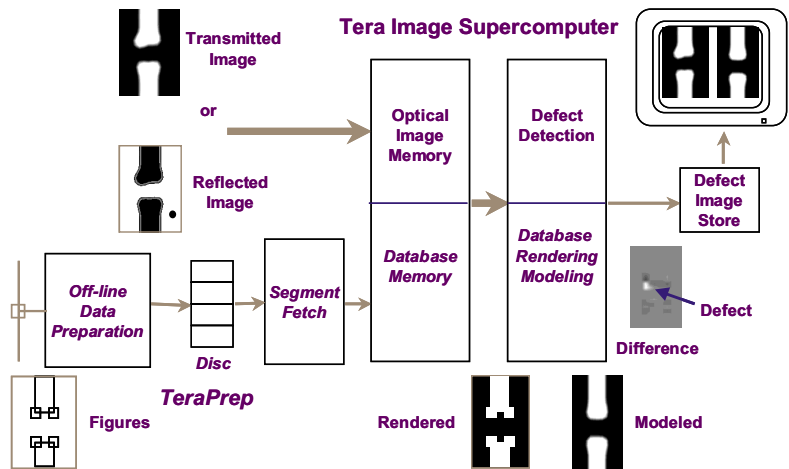 Tera Image Supercomputer
Transmitted
Image
or
Reflected
Image
Optical
Image
Memory
Defect
Detection
Defect
Image
Store
Database
Memory
Database
Rendering
Modeling
Off-line
Data
Preparation
Disc
Segment
Fetch
Defect
Difference
TeraPrep
Figures
Rendered
Modeled